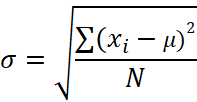 σ = √(∑(xᵢ − μ)² / N)